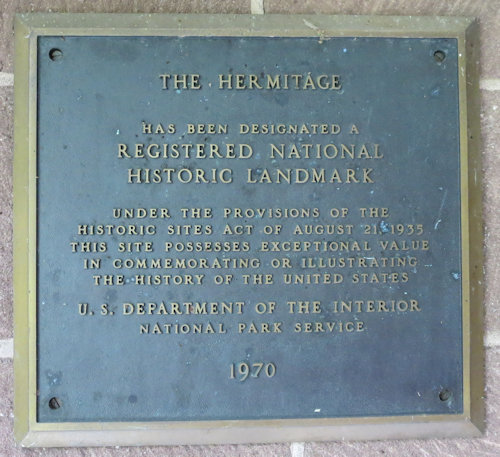 THE HERMITAGE
HAS BEEN DESIGNATED A
REGISTERED NATIONAL
HISTORIC LANDMARK
UNDER THE PROVISIONS OF THE
HISTORIC SITES ACT OF AUGUST 21, 1935
THIS SITE POSSESSES EXCEPTIONAL VALUE
IN COMMEMORATING OR ILLUSTRATING
THE HISTORY OF THE UNITED STATES
U. S. DEPARTMENT OF THE INTERIOR
NATIONAL PARK SERVICE
1970